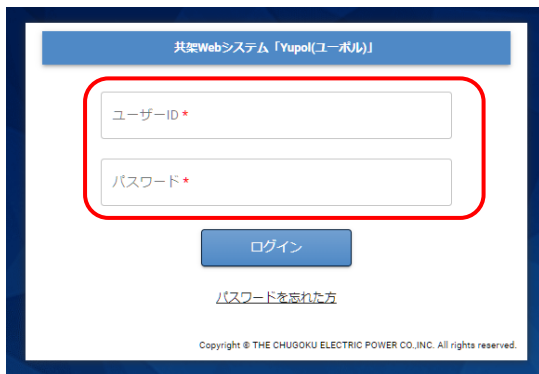 共架Webシステム「Yupol(ユーポル)」
ユーザーID *
パスワード *
ログイン
パスワードを忘れた方
Copyright © THE CHUGOKU ELECTRIC POWER CO.,INC. All rights reserved.